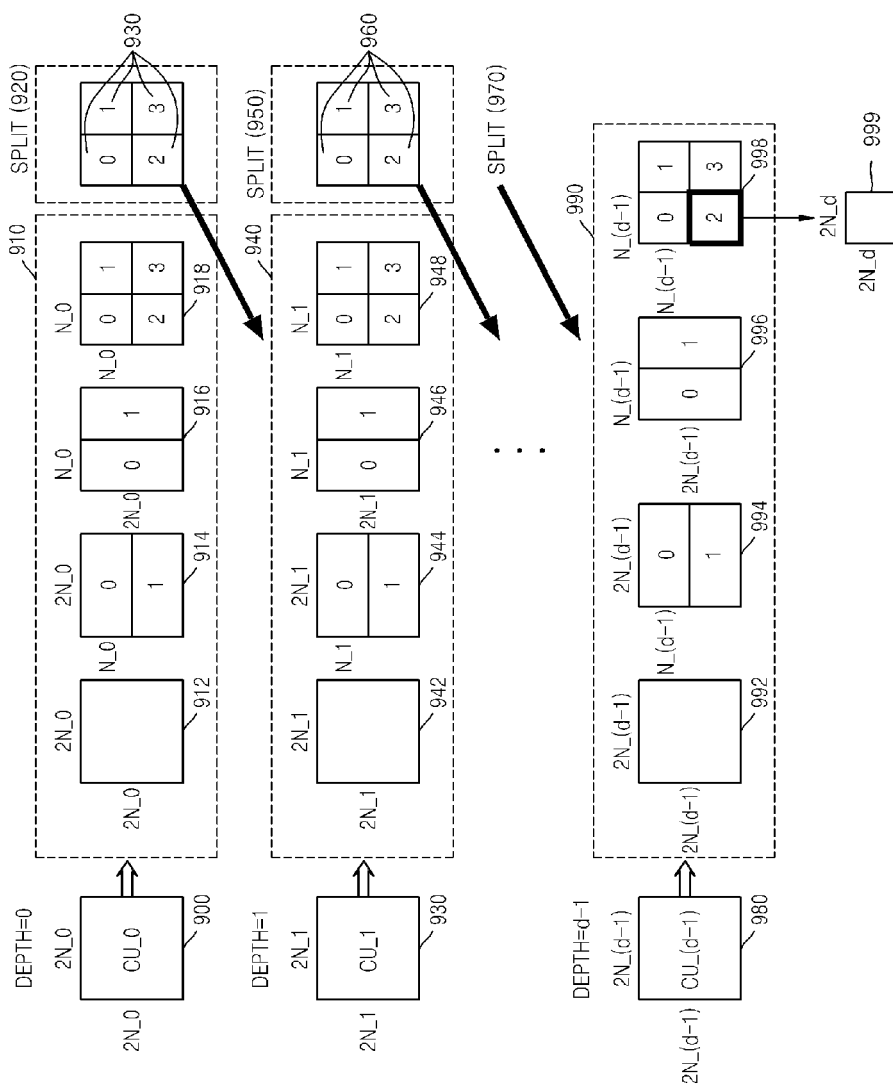 DEPTH=0
2N_0
2N_0
CU_0
900
910
2N_0
2N_0
912
2N_0
N_0
0
1
914
N_0
2N_0
0
1
916
N_0
N_0
0
1
2
3
918
SPLIT (920)
0
1
2
3
930
DEPTH=1
2N_1
2N_1
CU_1
930
940
2N_1
2N_1
942
2N_1
N_1
0
1
944
N_1
2N_1
0
1
946
N_1
N_1
0
1
2
3
948
SPLIT (950)
0
1
2
3
960
. . .
SPLIT (970)
DEPTH=d-1
2N_(d-1)
2N_(d-1)
CU_(d-1)
980
990
2N_(d-1)
2N_(d-1)
992
2N_(d-1)
N_(d-1)
0
1
994
N_(d-1)
2N_(d-1)
0
1
996
N_(d-1)
N_(d-1)
0
1
2
3
998
2N_d
2N_d
999